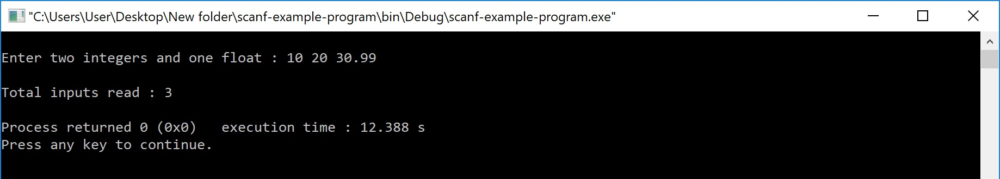 "C:\Users\User\Desktop\New folder\scanf-example-program\bin\Debug\scanf-example-program.exe"
Enter two integers and one float : 10 20 30.99
Total inputs read : 3
Process returned 0 (0x0)   execution time : 12.388 s
Press any key to continue.